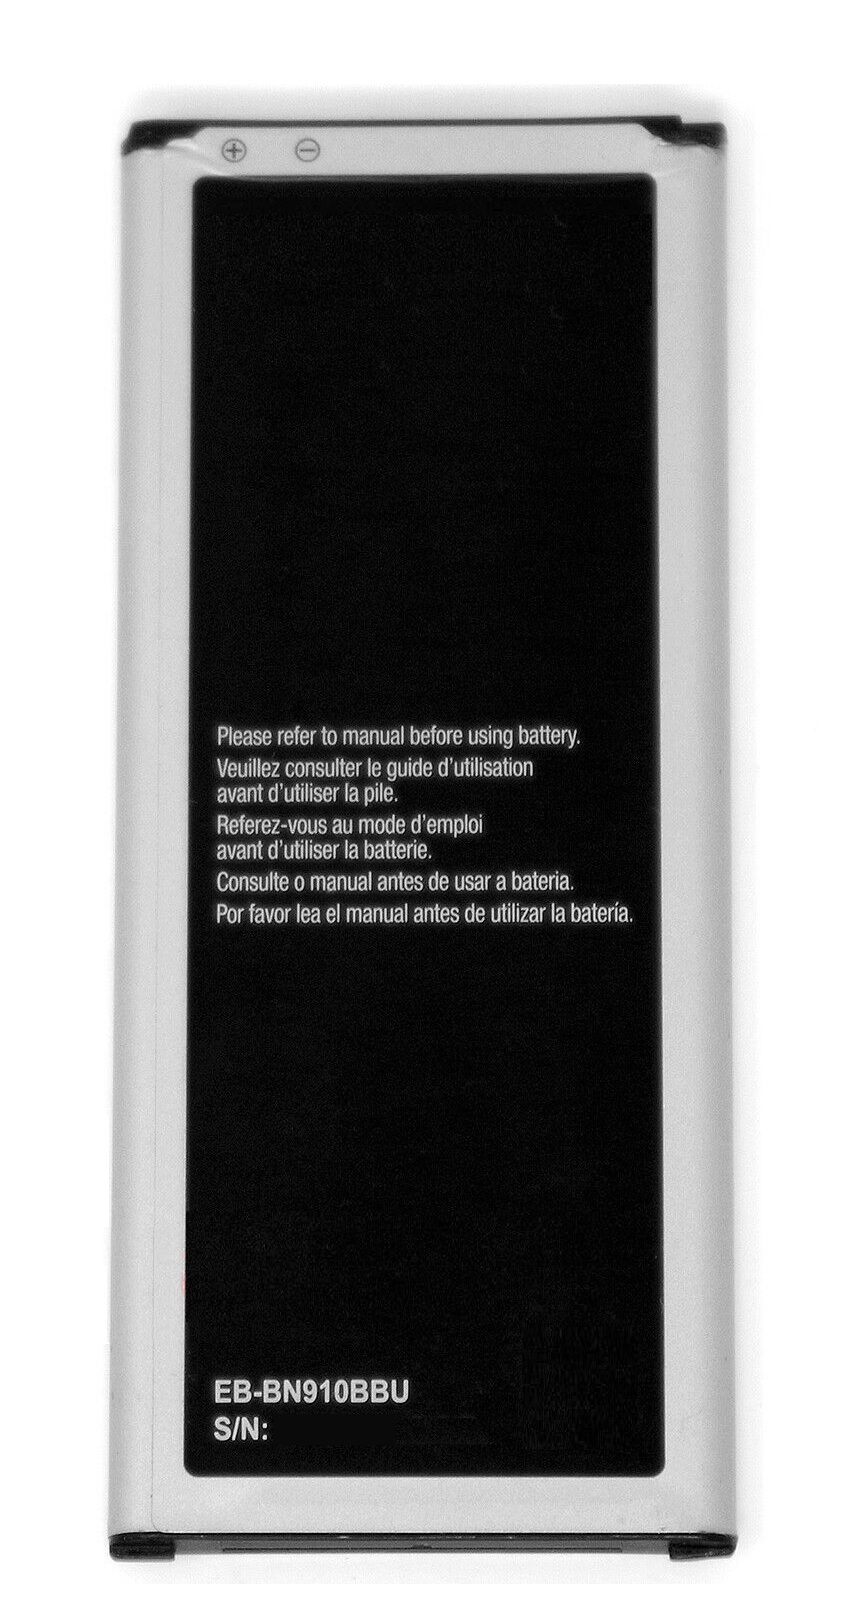 + −
Please refer to manual before using battery.
Veuillez consulter le guide d'utilisation
avant d'utiliser la pile.
Referez-vous au mode d'emploi
avant d'utiliser la batterie.
Consulte o manual antes de usar a bateria.
Por favor lea el manual antes de utilizar la batería.
EB-BN910BBU
S/N: